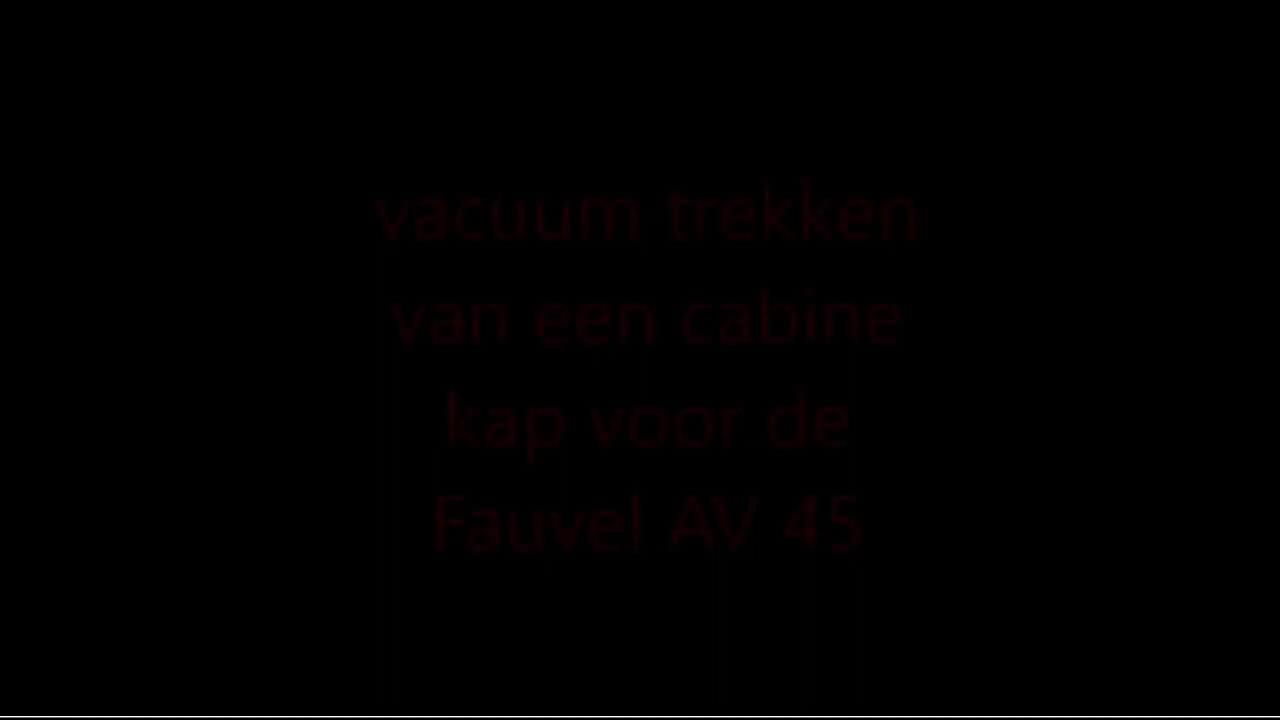 vacuum trekken
van een cabine
kap voor de
Fauvel AV 45